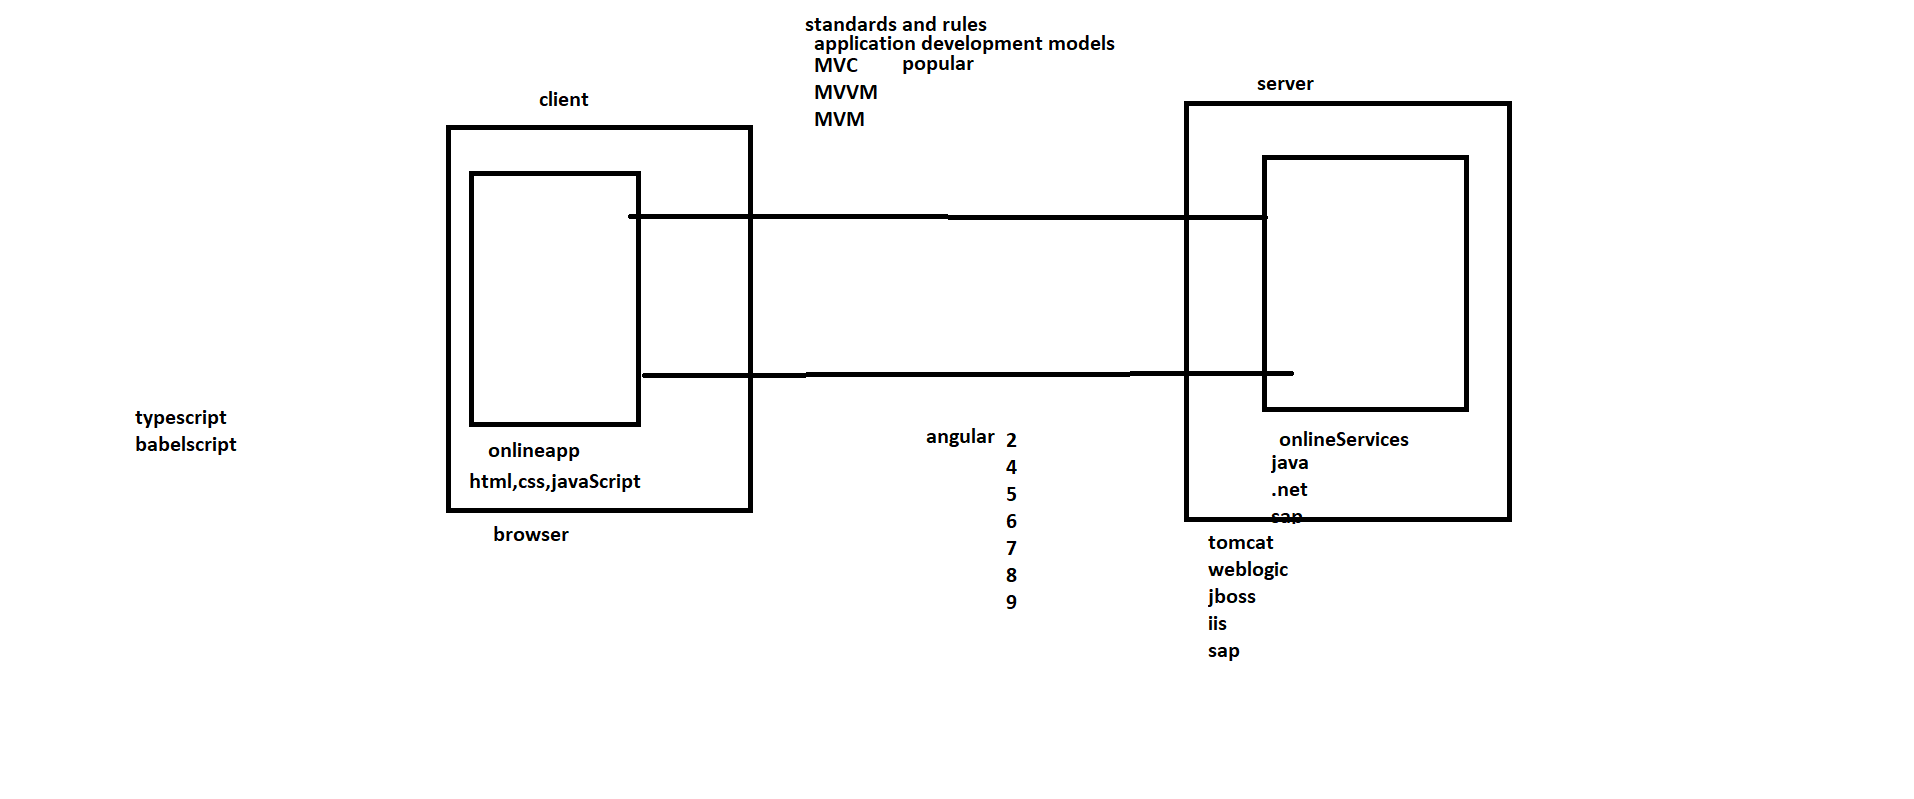 standards and rules
application development models
MVC popular
MVVM
MVM
client
server
typescript
babelscript
onlineapp
html,css,javaScript
browser
angular 2
4
5
6
7
8
9
onlineServices
java
.net
sap
tomcat
weblogic
jboss
iis
sap